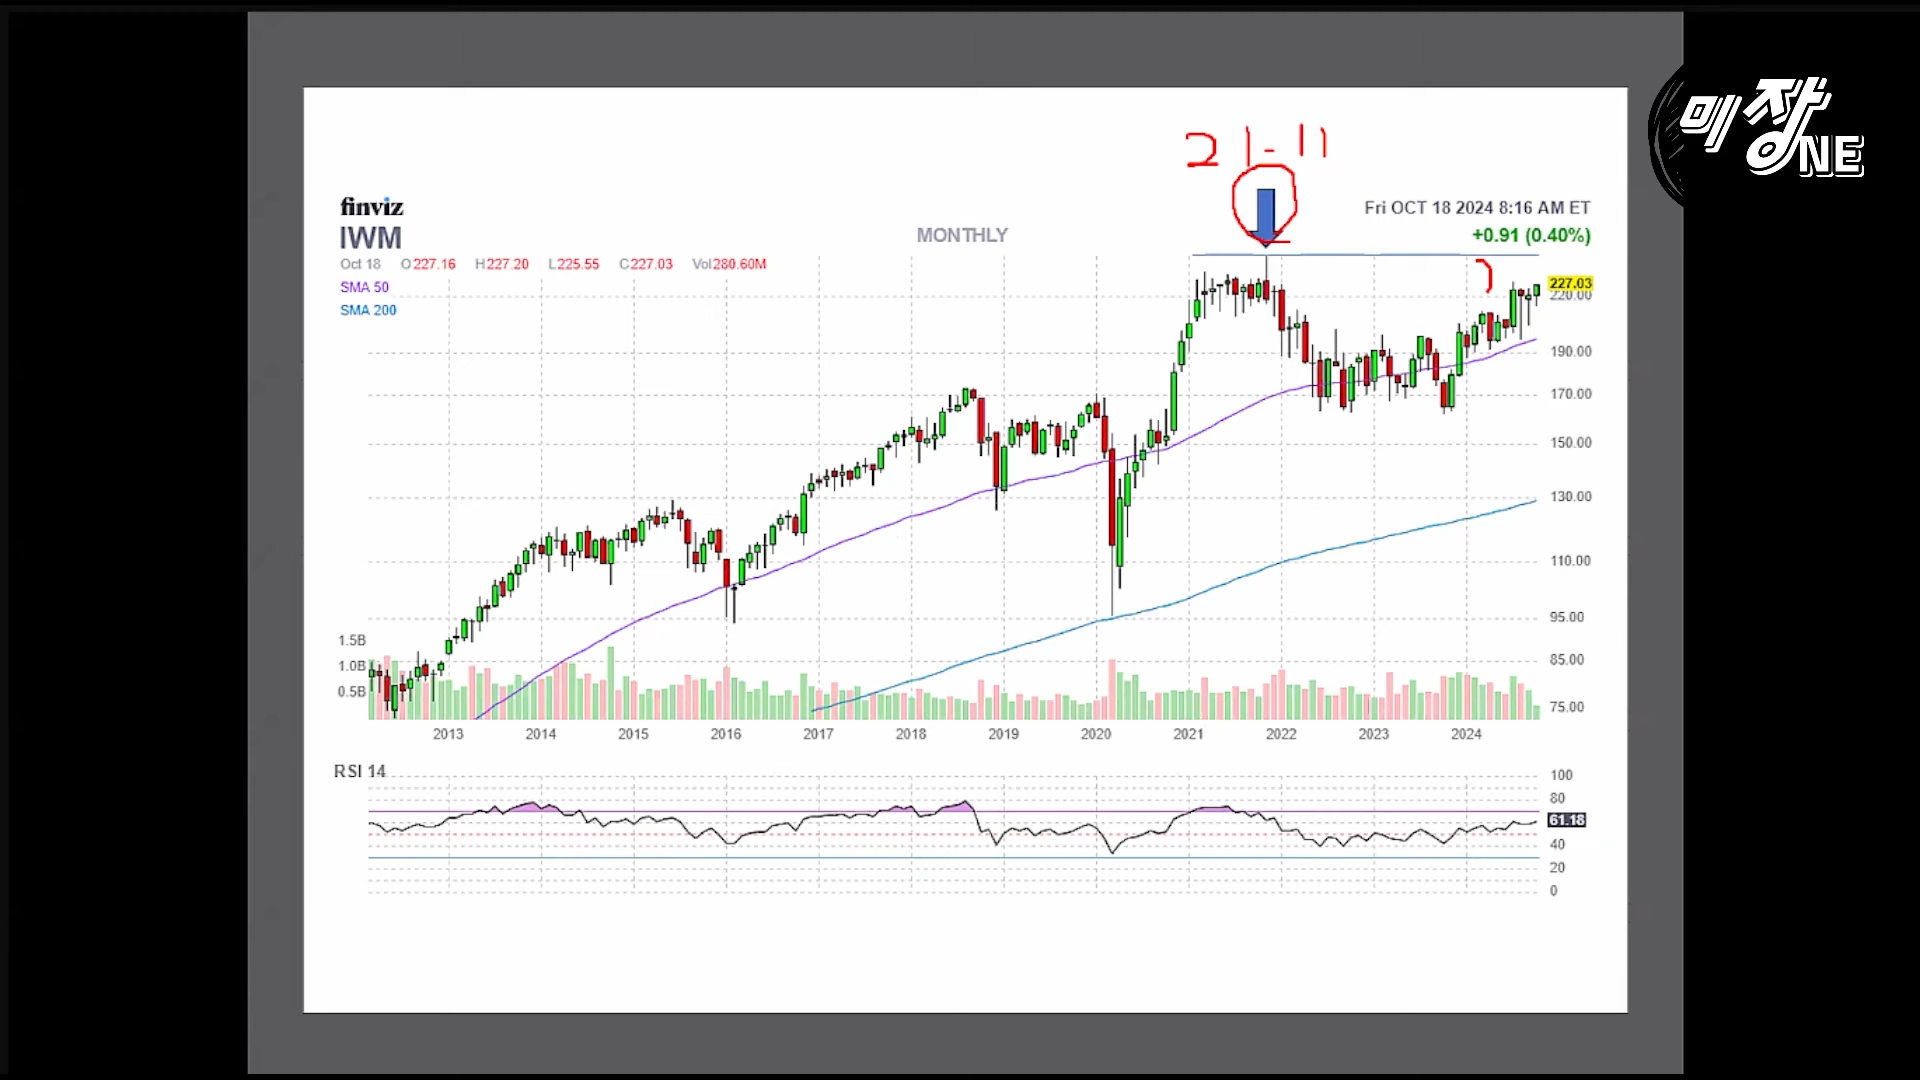 미장NE
21-11
finviz
Fri OCT 18 2024 8:16 AM ET
IWM
MONTHLY
+0.91 (0.40%)
Oct 18 O227.16 H227.20 L225.55 C227.03 Vol280.60M
SMA 50
SMA 200
227.03
220.00
190.00
170.00
150.00
130.00
110.00
95.00
85.00
75.00
1.5B
1.0B
0.5B
2013 2014 2015 2016 2017 2018 2019 2020 2021 2022 2023 2024
RSI 14
100
80
61.18
40
20
0